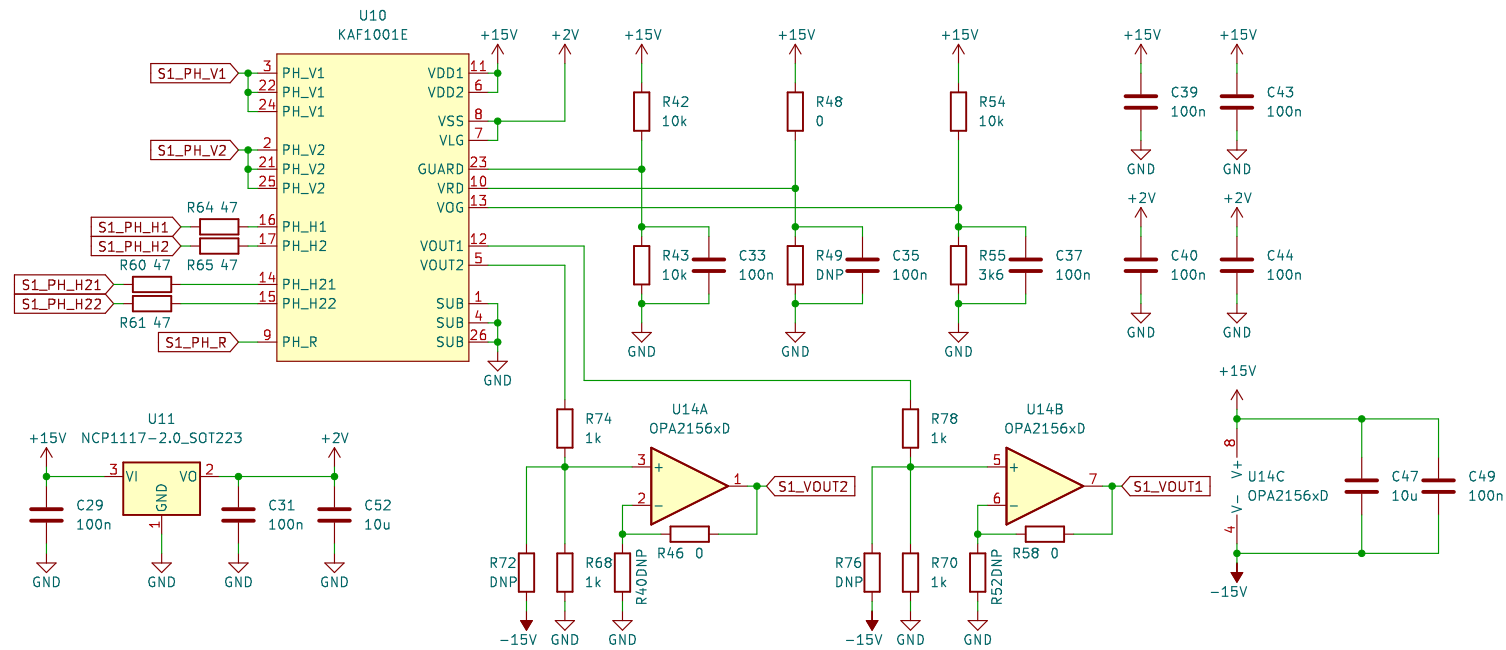 U10
KAF1001E
S1_PH_V1
3 PH_V1
22 PH_V1
24 PH_V1
S1_PH_V2
2 PH_V2
21 PH_V2
25 PH_V2
R64 47
S1_PH_H1
16 PH_H1
S1_PH_H2
17 PH_H2
R60 47
R65 47
S1_PH_H21
14 PH_H21
S1_PH_H22
15 PH_H22
R61 47
S1_PH_R
9 PH_R
VDD1 11
VDD2 6
VSS 8
VLG 7
GUARD 23
VRD 10
VOG 13
VOUT1 12
VOUT2 5
SUB 1
SUB 4
SUB 26
GND
+15V
+2V
+15V
R42
10k
R43
10k
C33
100n
GND
+15V
R48
0
R49
DNP
C35
100n
GND
+15V
R54
10k
R55
3k6
C37
100n
GND
+15V
C39
100n
GND
+15V
C43
100n
GND
+2V
C40
100n
GND
+2V
C44
100n
GND
U11
NCP1117-2.0_SOT223
+15V
3 VI
VO 2
GND
1
+2V
C29
100n
C31
100n
C52
10u
GND
GND
GND
GND
R74
1k
U14A
OPA2156xD
3 +
2 −
1
S1_VOUT2
R46 0
R72
DNP
R68
1k
R40
DNP
-15V
GND
GND
R78
1k
U14B
OPA2156xD
5 +
6 −
7
S1_VOUT1
R58 0
R76
DNP
R70
1k
R52
DNP
-15V
GND
GND
+15V
8
V+
U14C
OPA2156xD
V-
4
C47
10u
C49
100n
-15V